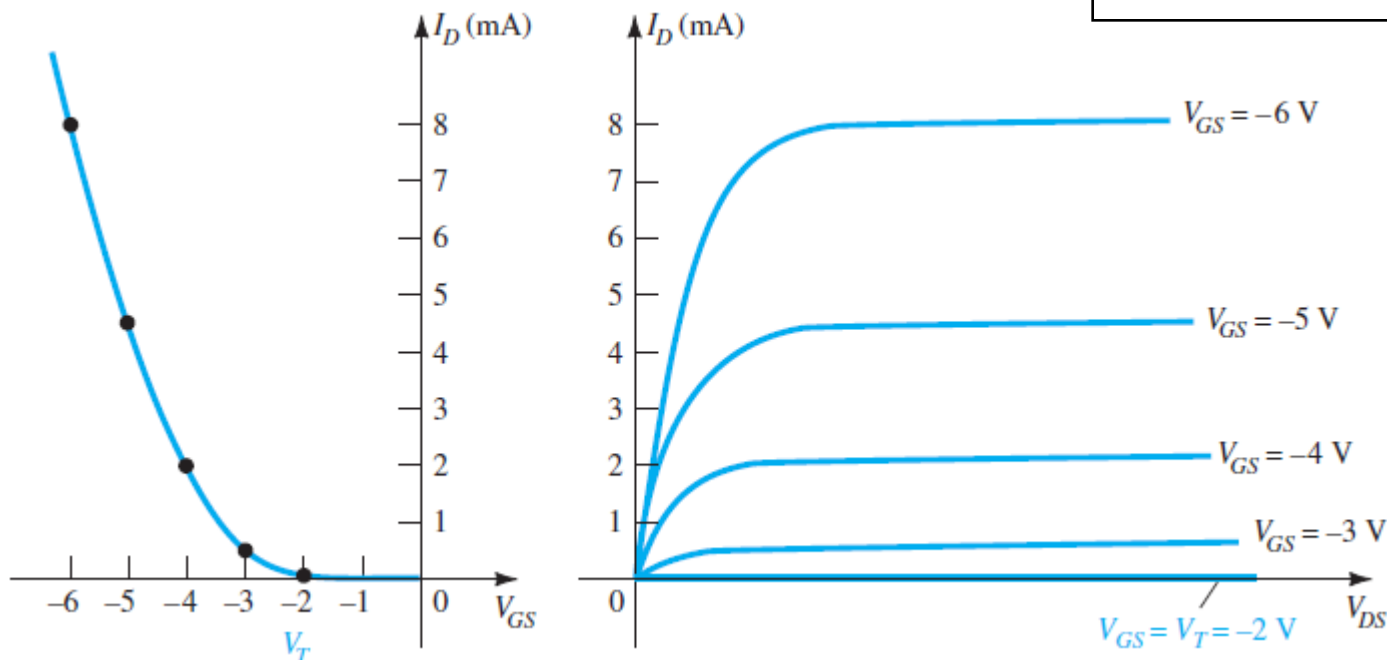 I_D (mA)
8
7
6
5
4
3
2
1
0
–6 –5 –4 –3 –2 –1
V_GS
V_T
I_D (mA)
8
7
6
5
4
3
2
1
0
V_GS = –6 V
V_GS = –5 V
V_GS = –4 V
V_GS = –3 V
V_DS
V_GS = V_T = –2 V